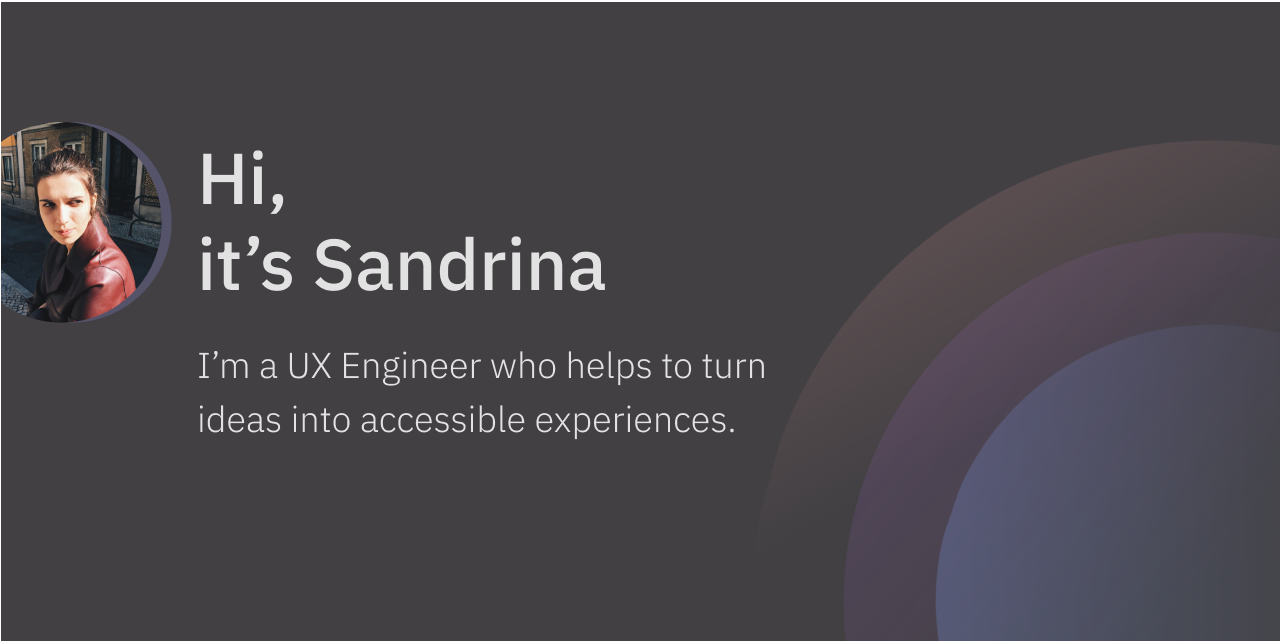 Hi,
it’s Sandrina
I’m a UX Engineer who helps to turn
ideas into accessible experiences.